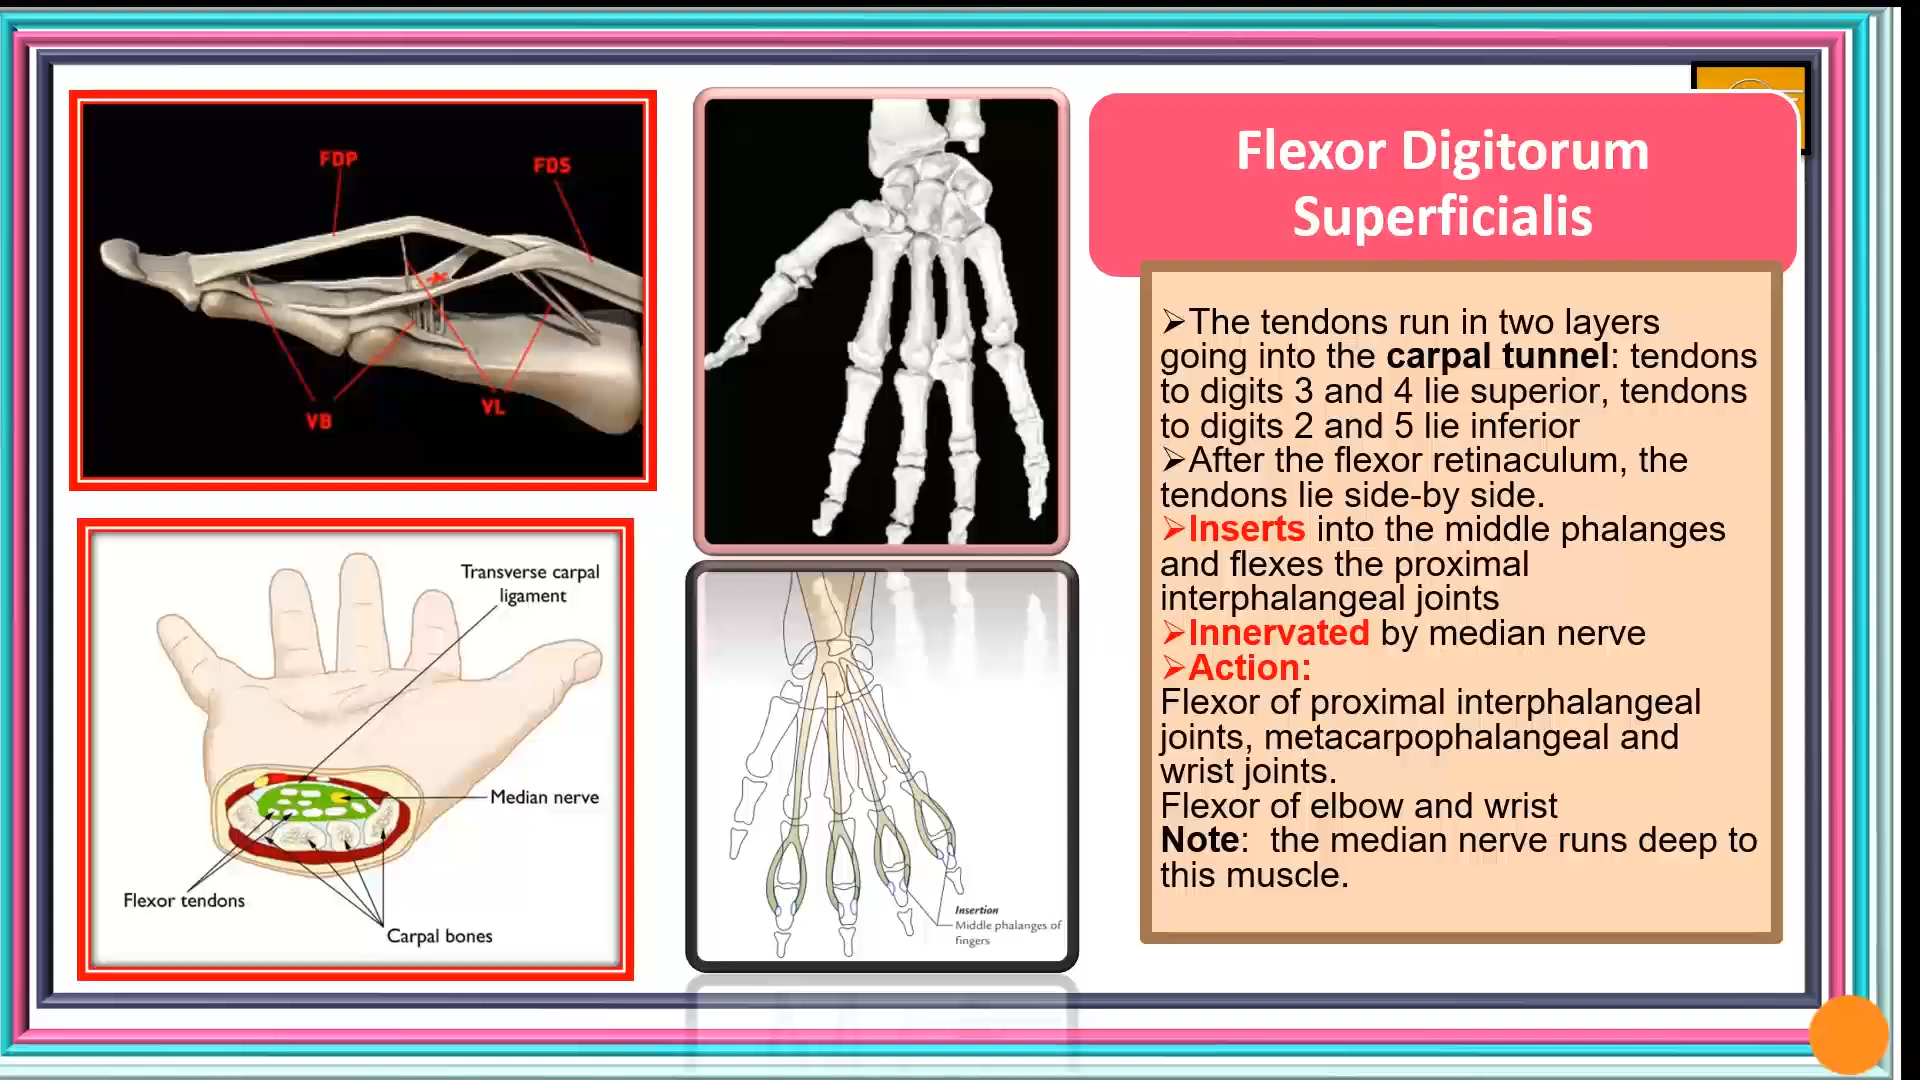 FDP
FDS
VB
VL
Transverse carpal
ligament
Median nerve
Flexor tendons
Carpal bones
Insertion
Middle phalanges of
fingers
Flexor Digitorum
Superficialis
➢The tendons run in two layers
going into the carpal tunnel: tendons
to digits 3 and 4 lie superior, tendons
to digits 2 and 5 lie inferior
➢After the flexor retinaculum, the
tendons lie side-by side.
➢Inserts into the middle phalanges
and flexes the proximal
interphalangeal joints
➢Innervated by median nerve
➢Action:
Flexor of proximal interphalangeal
joints, metacarpophalangeal and
wrist joints.
Flexor of elbow and wrist
Note:  the median nerve runs deep to
this muscle.